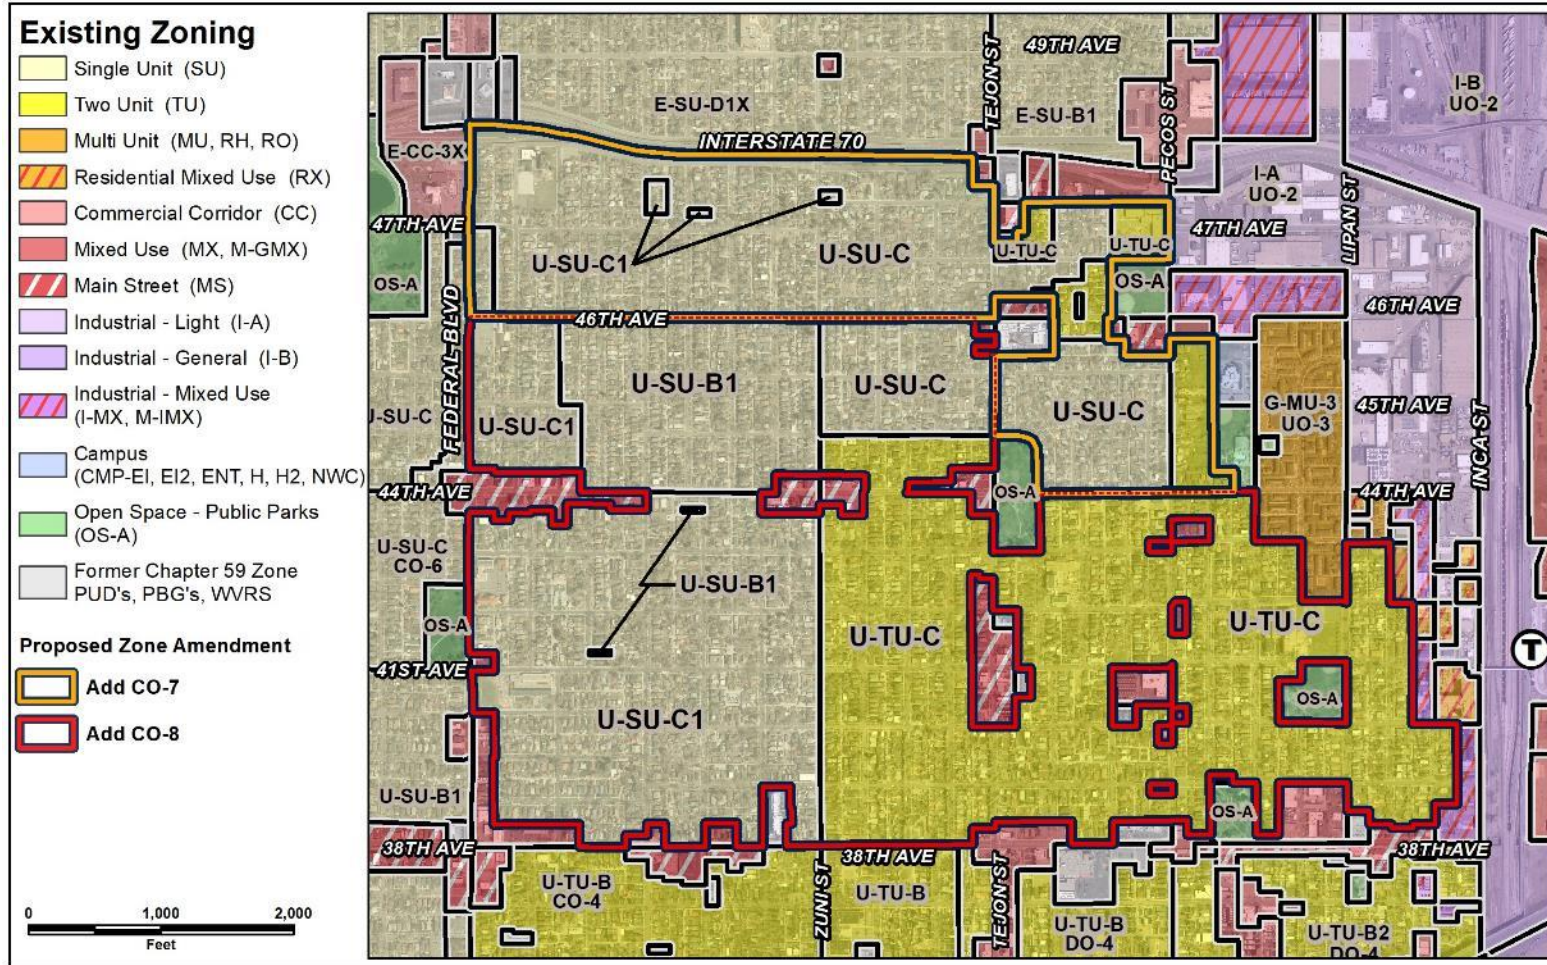 Existing Zoning
Single Unit (SU)
Two Unit (TU)
Multi Unit (MU, RH, RO)
Residential Mixed Use (RX)
Commercial Corridor (CC)
Mixed Use (MX, M-GMX)
Main Street (MS)
Industrial - Light (I-A)
Industrial - General (I-B)
Industrial - Mixed Use
(I-MX, M-IMX)
Campus
(CMP-EI, EI2, ENT, H, H2, NWC)
Open Space - Public Parks
(OS-A)
Former Chapter 59 Zone
PUD's, PBG's, WVRS
Proposed Zone Amendment
Add CO-7
Add CO-8
0 1,000 2,000
Feet
TEJON ST
49TH AVE
E-SU-D1X
E-SU-B1
PECOS ST
I-B
UO-2
INTERSTATE 70
E-CC-3X
I-A
UO-2
LIPAN ST
47TH AVE
47TH AVE
U-SU-C1
U-SU-C
U-TU-C
U-TU-C
OS-A
OS-A
FEDERAL BLVD
46TH AVE
46TH AVE
U-SU-B1
U-SU-C
U-SU-C
U-SU-C
U-SU-C1
G-MU-3
UO-3
45TH AVE
INCA ST
44TH AVE
OS-A
44TH AVE
U-SU-C
CO-6
U-SU-B1
OS-A
U-TU-C
U-TU-C
T
41ST AVE
OS-A
U-SU-C1
U-SU-B1
OS-A
38TH AVE
38TH AVE
38TH AVE
U-TU-B
CO-4
ZUNI ST
U-TU-B
TEJON ST
U-TU-B
DO-4
U-TU-B2
DO-4